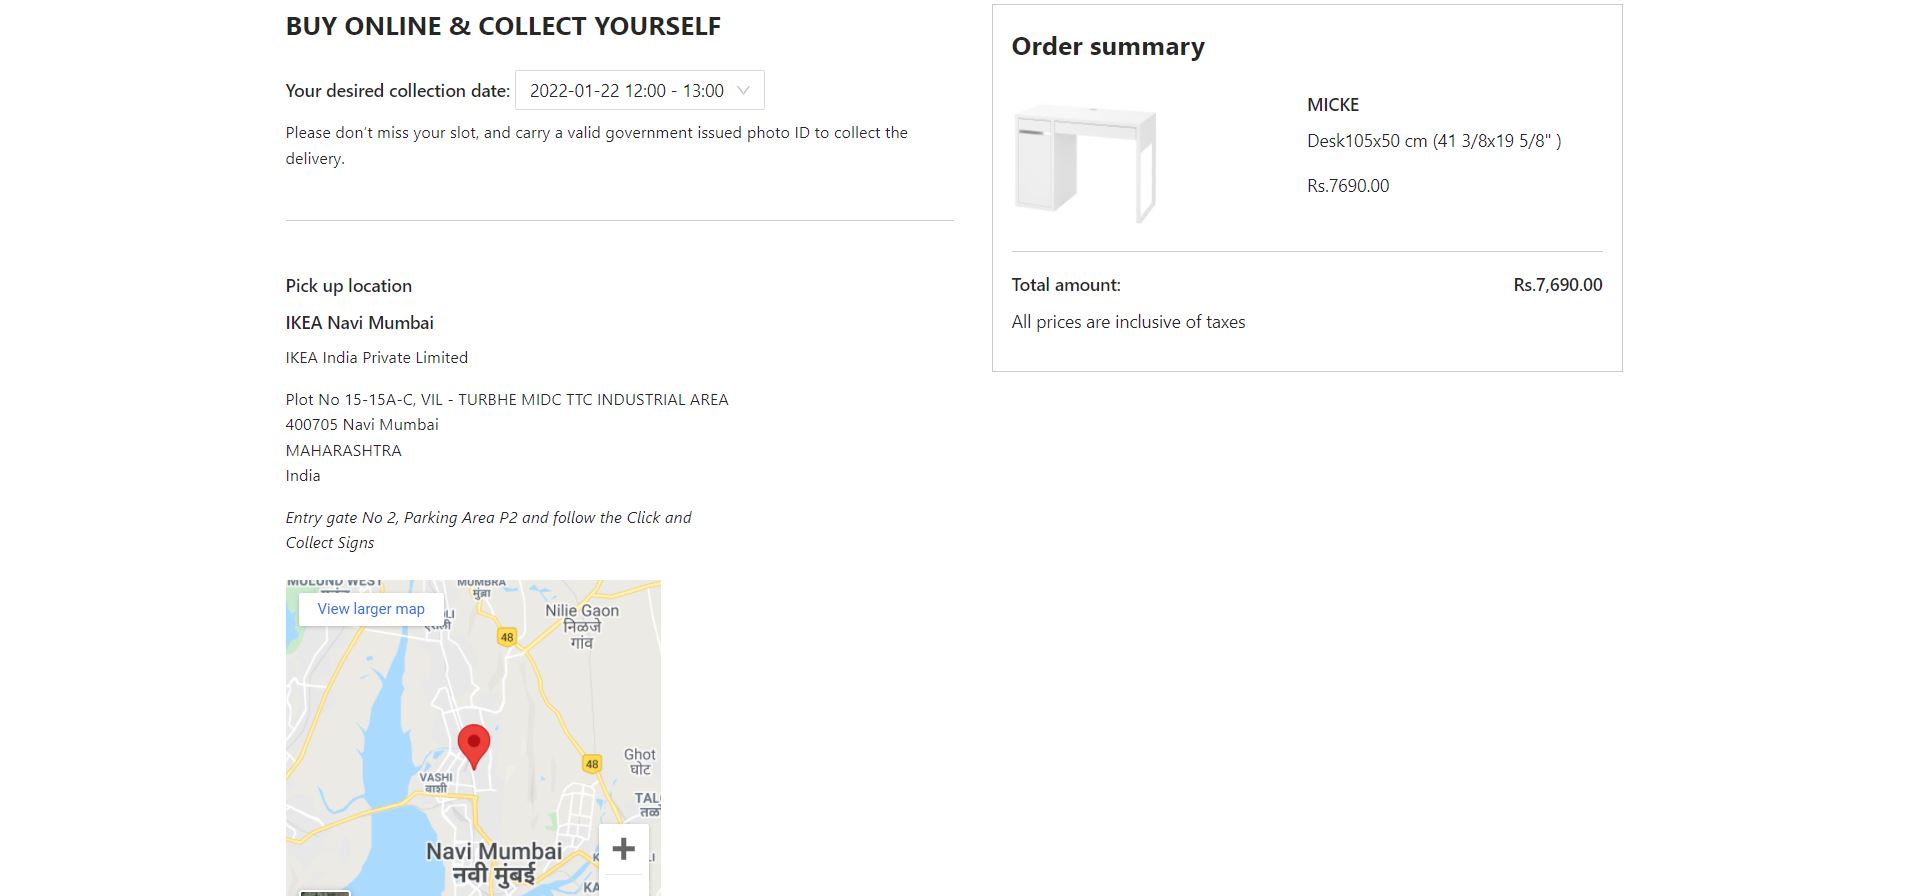 BUY ONLINE & COLLECT YOURSELF
Your desired collection date: 2022-01-22 12:00 - 13:00
Please don't miss your slot, and carry a valid government issued photo ID to collect the
delivery.
Pick up location
IKEA Navi Mumbai
IKEA India Private Limited
Plot No 15-15A-C, VIL - TURBHE MIDC TTC INDUSTRIAL AREA
400705 Navi Mumbai
MAHARASHTRA
India
Entry gate No 2, Parking Area P2 and follow the Click and
Collect Signs
MULUND WEST
MUMBRA
मुंब्रा
View larger map
Nilje Gaon
निळजे
गांव
48
48
Ghot
घोट
VASHI
वाशी
Navi Mumbai
नवी मुंबई
Order summary
MICKE
Desk105x50 cm (41 3/8x19 5/8" )
Rs.7690.00
Total amount:
Rs.7,690.00
All prices are inclusive of taxes